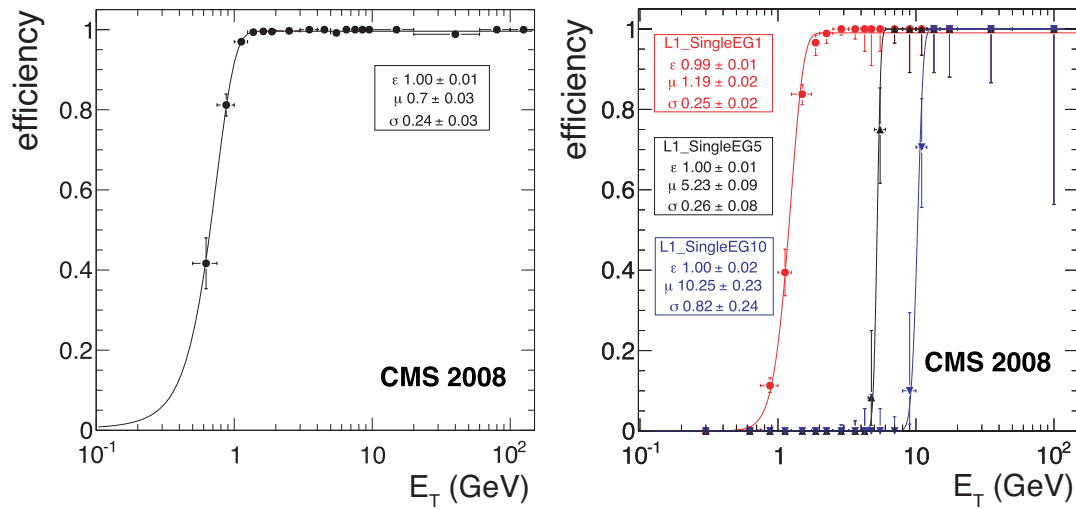 efficiency
1
0.8
0.6
0.4
0.2
0
ε 1.00 ± 0.01
μ 0.7 ± 0.03
σ 0.24 ± 0.03
CMS 2008
10⁻¹ 1 10 10²
E_T (GeV)
efficiency
1
0.8
0.6
0.4
0.2
0
L1_SingleEG1
ε 0.99 ± 0.01
μ 1.19 ± 0.02
σ 0.25 ± 0.02
L1_SingleEG5
ε 1.00 ± 0.01
μ 5.23 ± 0.09
σ 0.26 ± 0.08
L1_SingleEG10
ε 1.00 ± 0.02
μ 10.25 ± 0.23
σ 0.82 ± 0.24
CMS 2008
10⁻¹ 1 10 10²
E_T (GeV)